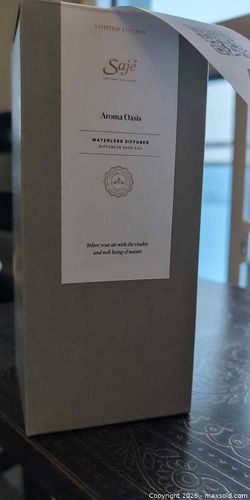 LIMITED EDITION
Saje
NATURAL WELLNESS
Aroma Oasis
WATERLESS DIFFUSER
DIFFUSEUR SANS EAU
Infuse your air with the vitality
and well-being of nature
Copyright 2026 - maxsold.com